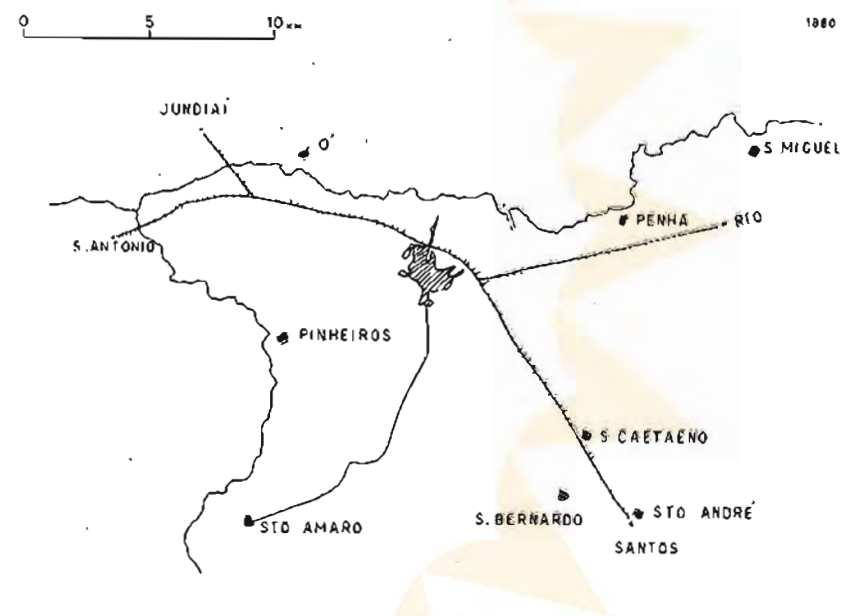 0 5 10 KM
1880
JUNDIAÍ
O'
S MIGUEL
PENHA
RIO
S. ANTONIO
PINHEIROS
S CAETAENO
STO AMARO
S. BERNARDO
STO ANDRÉ
SANTOS